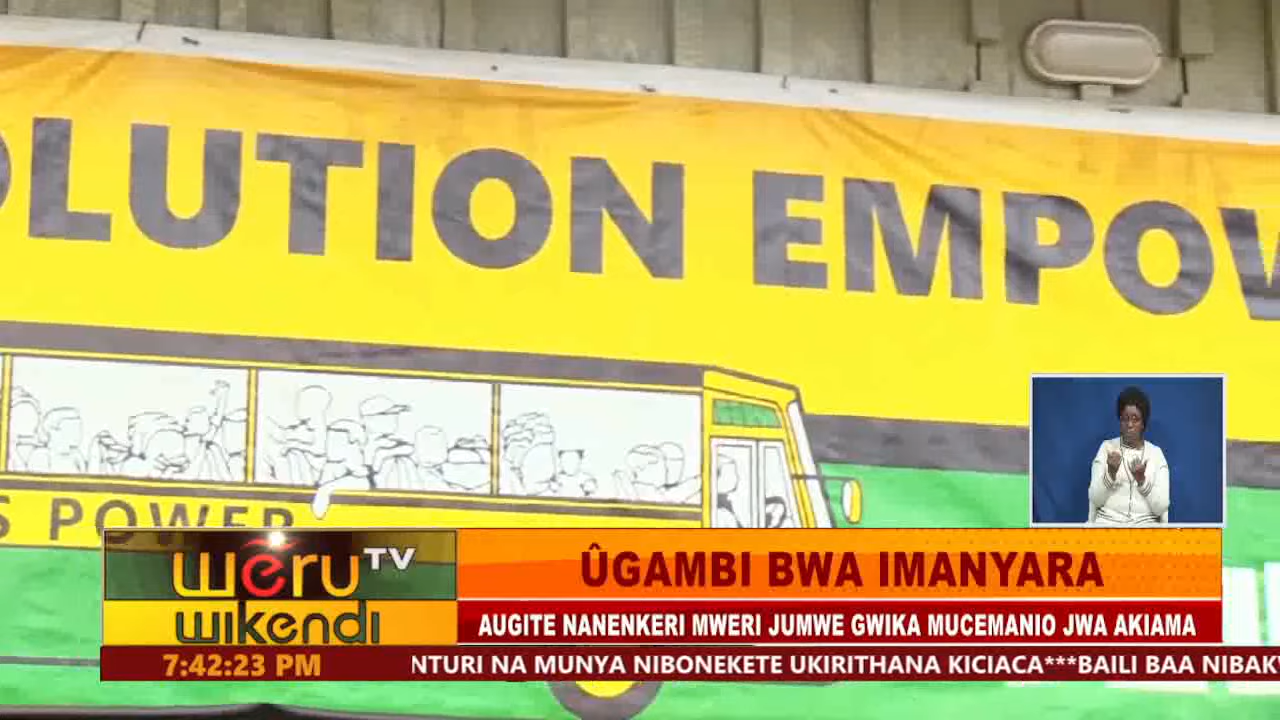 OLUTION EMPOW
S POWER
WERU TV
wikendi
ÛGAMBI BWA IMANYARA
AUGITE NANENKERI MWERI JUMWE GWIKA MUCEMANIO JWA AKIAMA
7:42:23 PM
NTURI NA MUNYA NIBONEKETE UKIRITHANA KICIACA***BAILI BAA NIBAKV